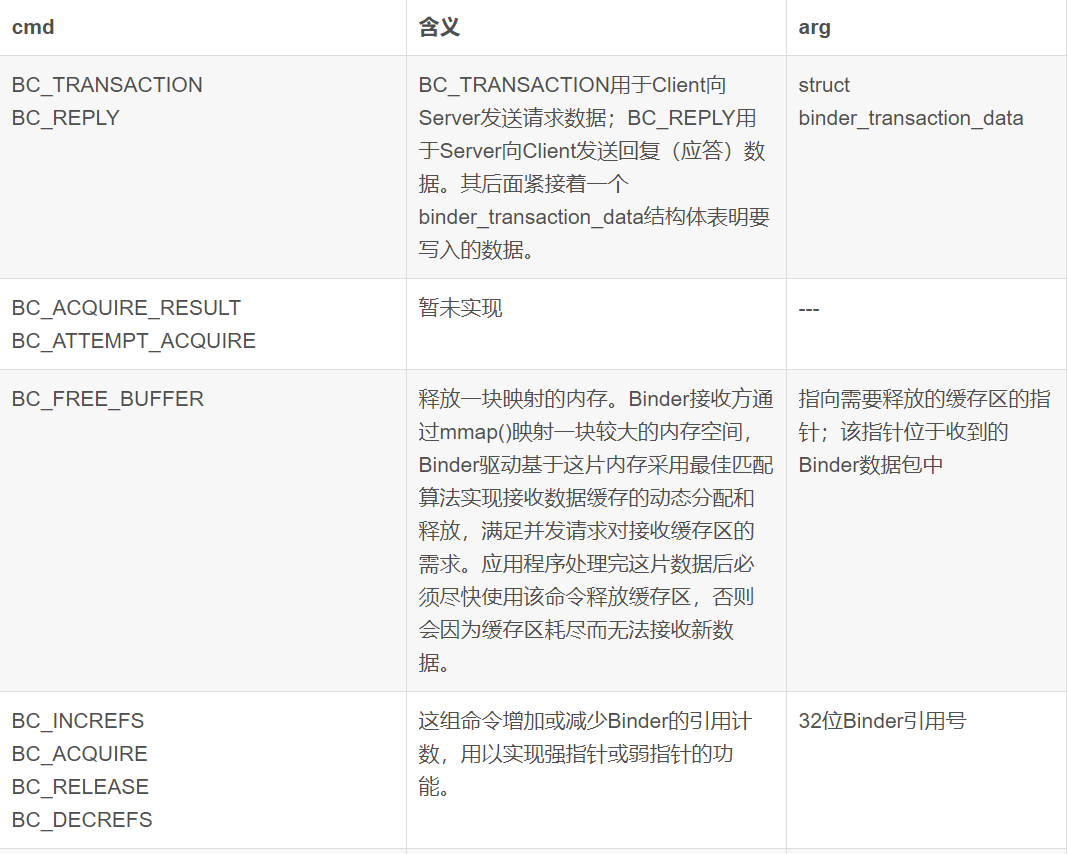 cmd
含义
arg
BC_TRANSACTION
BC_REPLY
BC_TRANSACTION用于Client向
Server发送请求数据；BC_REPLY用
于Server向Client发送回复（应答）数
据。其后面紧接着一个
binder_transaction_data结构体表明要
写入的数据。
struct
binder_transaction_data
BC_ACQUIRE_RESULT
BC_ATTEMPT_ACQUIRE
暂未实现
---
BC_FREE_BUFFER
释放一块映射的内存。Binder接收方通
过mmap()映射一块较大的内存空间，
Binder驱动基于这片内存采用最佳匹配
算法实现接收数据缓存的动态分配和
释放，满足并发请求对接收缓存区的
需求。应用程序处理完这片数据后必
须尽快使用该命令释放缓存区，否则
会因为缓存区耗尽而无法接收新数
据。
指向需要释放的缓存区的指
针；该指针位于收到的
Binder数据包中
BC_INCREFS
BC_ACQUIRE
BC_RELEASE
BC_DECREFS
这组命令增加或减少Binder的引用计
数，用以实现强指针或弱指针的功
能。
32位Binder引用号